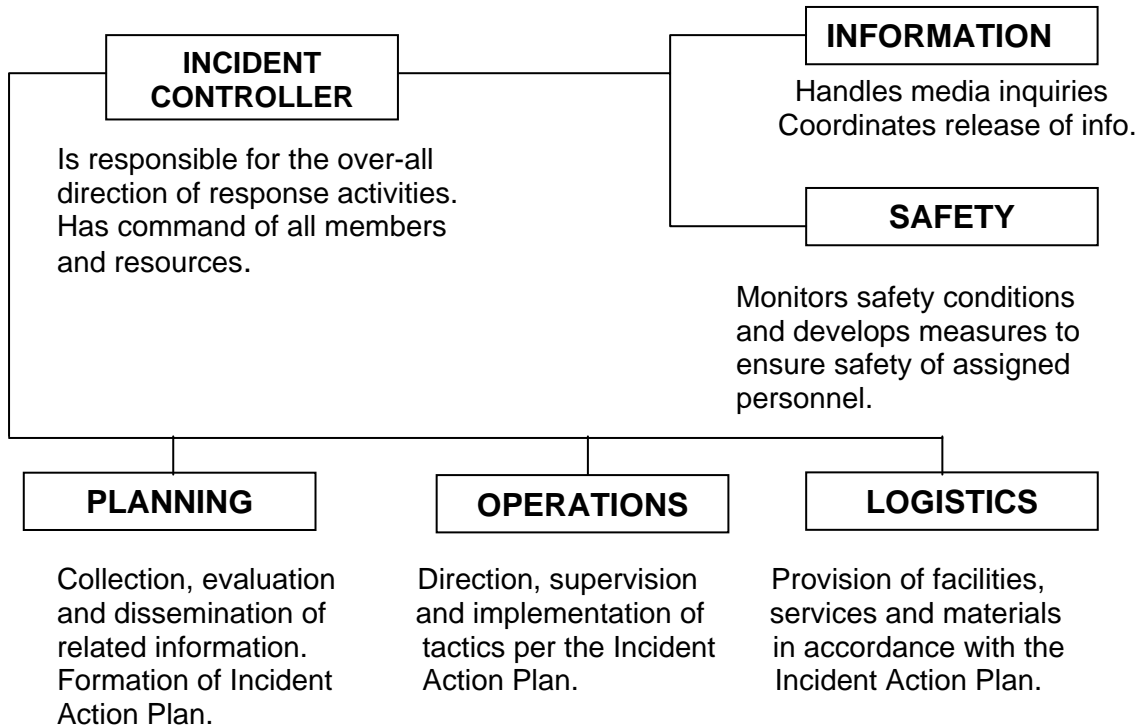 INCIDENT
CONTROLLER
Is responsible for the over-all
direction of response activities.
Has command of all members
and resources.
INFORMATION
Handles media inquiries
Coordinates release of info.
SAFETY
Monitors safety conditions
and develops measures to
ensure safety of assigned
personnel.
PLANNING
Collection, evaluation
and dissemination of
related information.
Formation of Incident
Action Plan.
OPERATIONS
Direction, supervision
and implementation of
tactics per the Incident
Action Plan.
LOGISTICS
Provision of facilities,
services and materials
in accordance with the
Incident Action Plan.